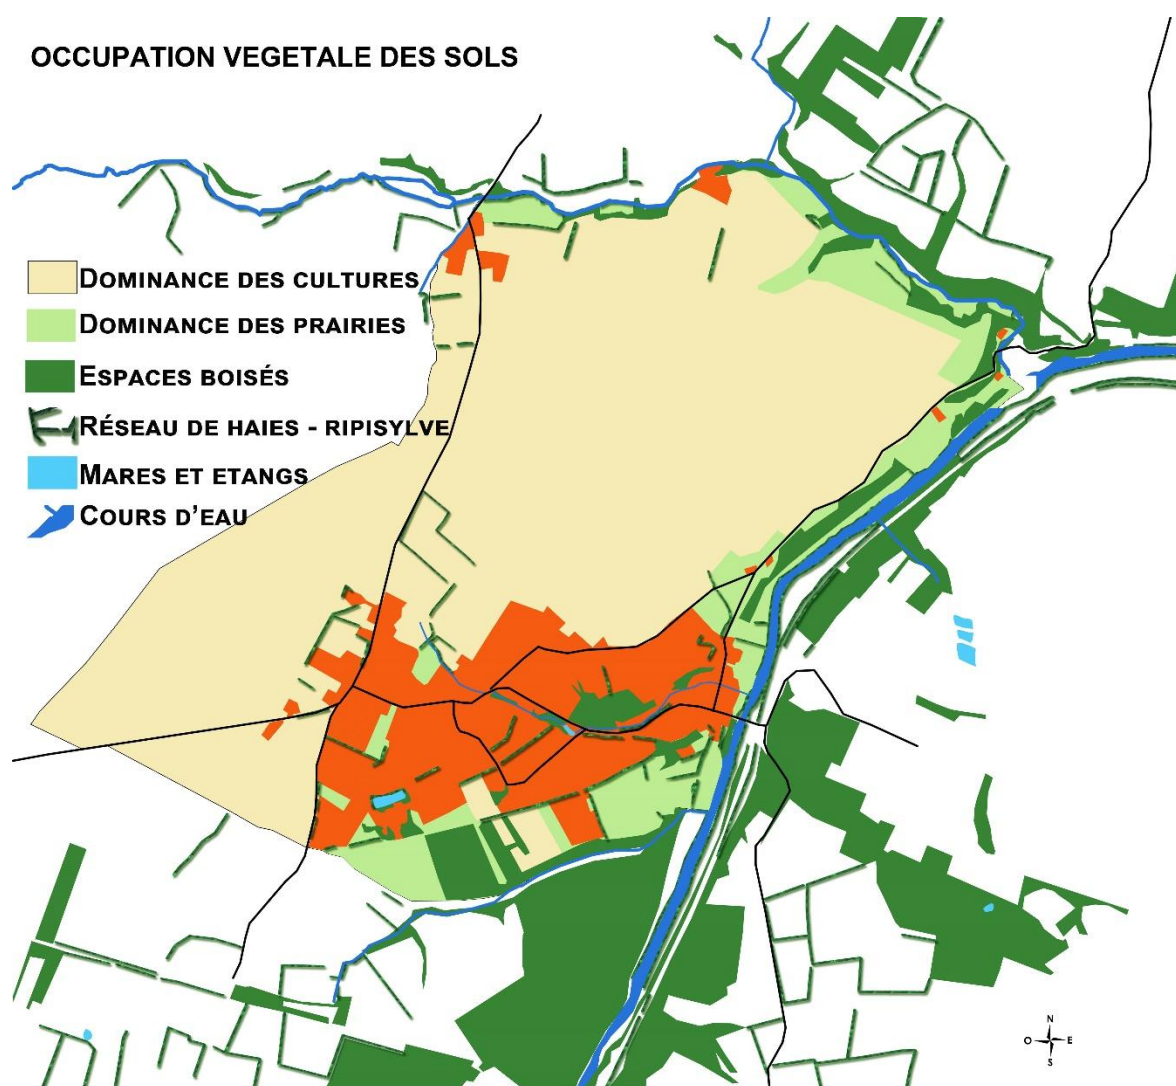 OCCUPATION VEGETALE DES SOLS
DOMINANCE DES CULTURES
DOMINANCE DES PRAIRIES
ESPACES BOISÉS
RÉSEAU DE HAIES - RIPISYLVE
MARES ET ETANGS
COURS D'EAU
N
O E
S